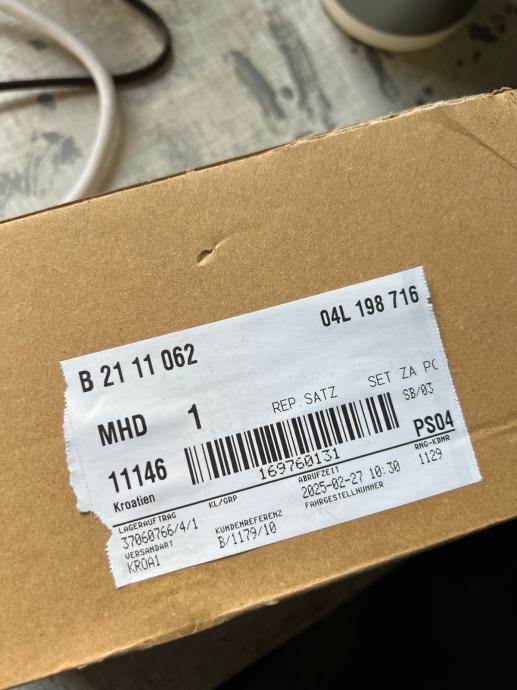 04L 198 716
B 21 11 062
REP.SATZ SET ZA
MHD 1 SB/03
11146 169760131 PS04
Kroatien KL/GRP ABRUFZEIT RNG-KDNR
LAGERAUFTRAG 2025-02-27 10:30 1129
37060766/4/1 KUNDENREFERENZ FAHRGESTELLNUMMER
VERSANDART B/1179/10
KROA1